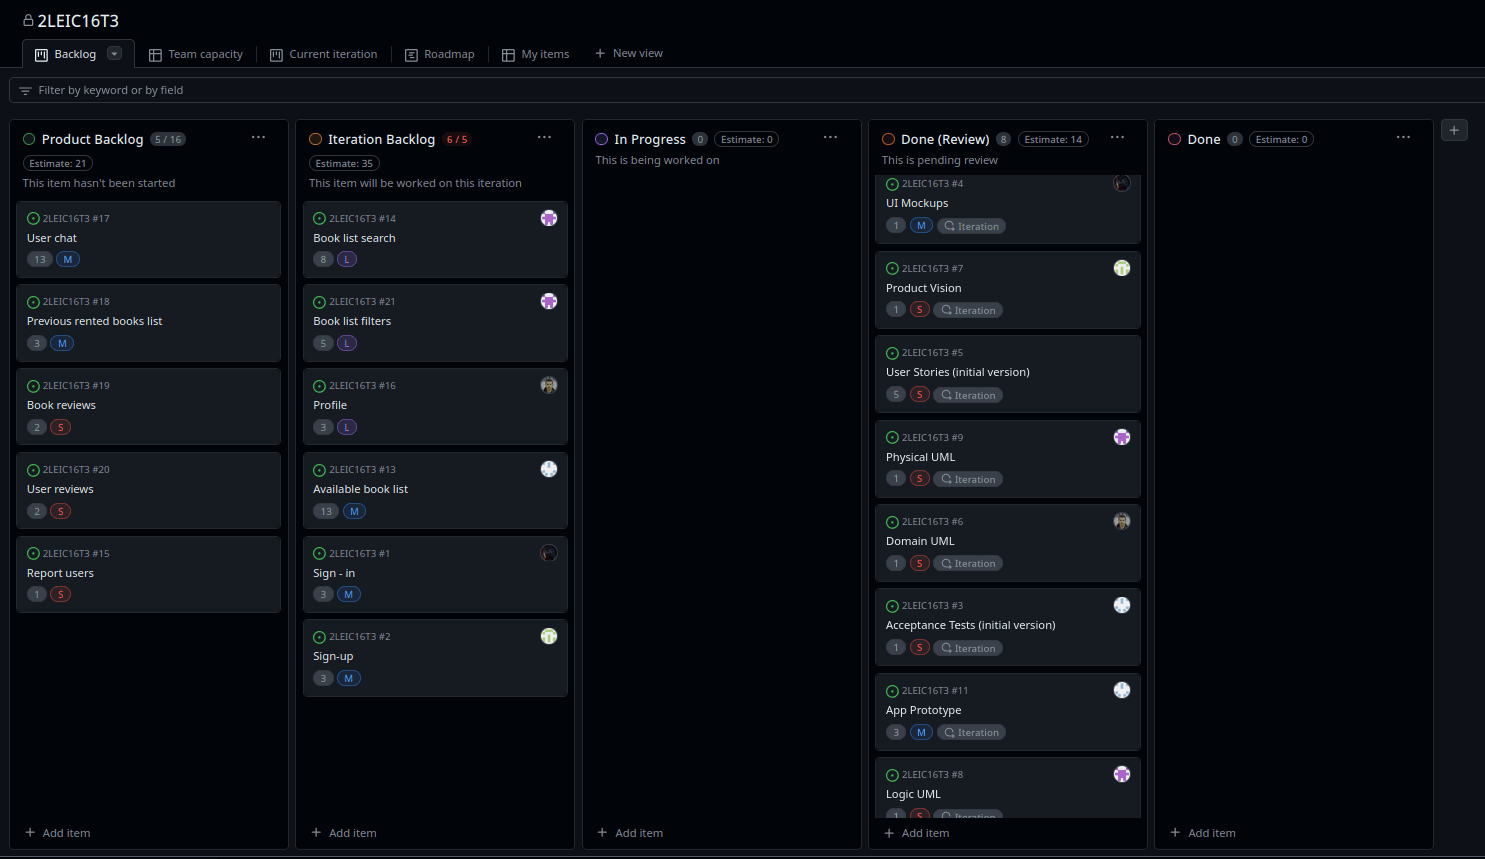 2LEIC16T3
Backlog
Team capacity
Current iteration
Roadmap
My items
New view
Filter by keyword or by field
Product Backlog 5 / 16
Estimate: 21
This item hasn't been started
2LEIC16T3 #17
User chat
13 M
2LEIC16T3 #18
Previous rented books list
3 M
2LEIC16T3 #19
Book reviews
2 S
2LEIC16T3 #20
User reviews
2 S
2LEIC16T3 #15
Report users
1 S
Add item
Iteration Backlog 6 / 5
Estimate: 35
This item will be worked on this iteration
2LEIC16T3 #14
Book list search
8 L
2LEIC16T3 #21
Book list filters
5 L
2LEIC16T3 #16
Profile
3 L
2LEIC16T3 #13
Available book list
13 M
2LEIC16T3 #1
Sign - in
3 M
2LEIC16T3 #2
Sign-up
3 M
Add item
In Progress 0 Estimate: 0
This is being worked on
Add item
Done (Review) 8 Estimate: 14
This is pending review
2LEIC16T3 #4
UI Mockups
1 M Iteration
2LEIC16T3 #7
Product Vision
1 S Iteration
2LEIC16T3 #5
User Stories (initial version)
5 S Iteration
2LEIC16T3 #9
Physical UML
1 S Iteration
2LEIC16T3 #6
Domain UML
1 S Iteration
2LEIC16T3 #3
Acceptance Tests (initial version)
1 S Iteration
2LEIC16T3 #11
App Prototype
3 M Iteration
2LEIC16T3 #8
Logic UML
1 S Iteration
Add item
Done 0 Estimate: 0
Add item